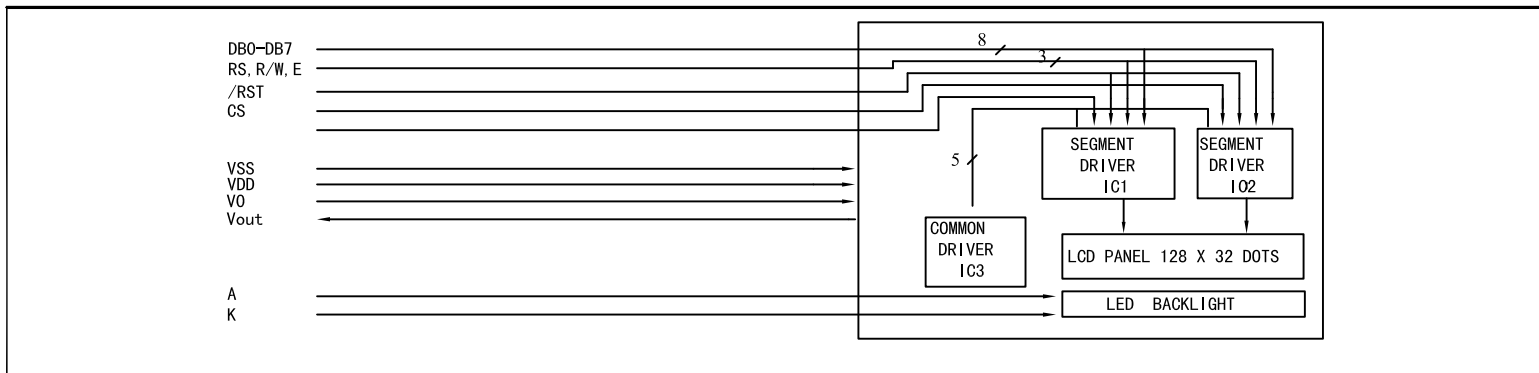 DB0-DB7
RS, R/W, E
/RST
CS
VSS
VDD
V0
Vout
A
K
8
3
5
SEGMENT
DRIVER
IC1
SEGMENT
DRIVER
IO2
COMMON
DRIVER
IC3
LCD PANEL 128 X 32 DOTS
LED BACKLIGHT